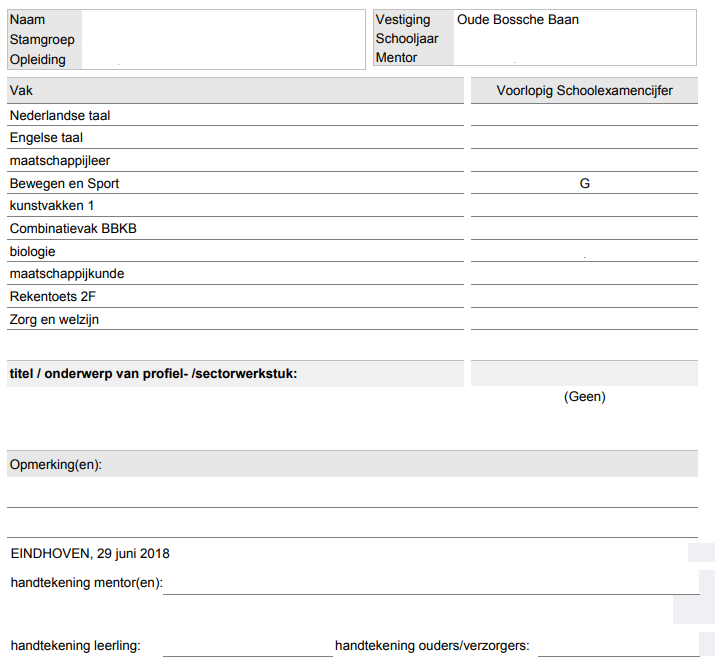 Naam
Stamgroep
Opleiding
Vestiging Oude Bossche Baan
Schooljaar
Mentor
Vak Voorlopig Schoolexamencijfer
Nederlandse taal
Engelse taal
maatschappijleer
Bewegen en Sport G
kunstvakken 1
Combinatievak BBKB
biologie
maatschappijkunde
Rekentoets 2F
Zorg en welzijn
titel / onderwerp van profiel- /sectorwerkstuk:
(Geen)
Opmerking(en):
EINDHOVEN, 29 juni 2018
handtekening mentor(en):
handtekening leerling: handtekening ouders/verzorgers: